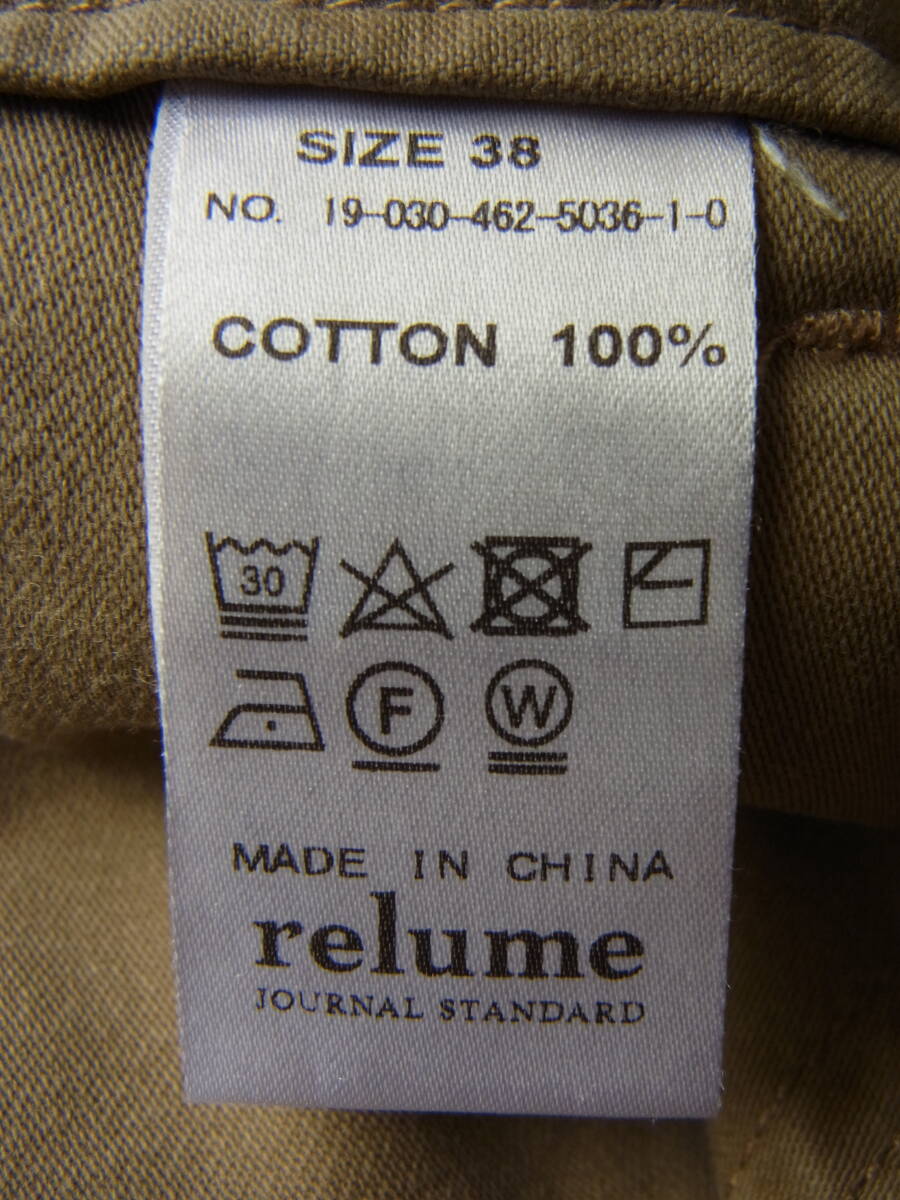 SIZE 38
NO. 19-030-462-5036-1-0
COTTON 100%
30
F W
MADE IN CHINA
relume
JOURNAL STANDARD